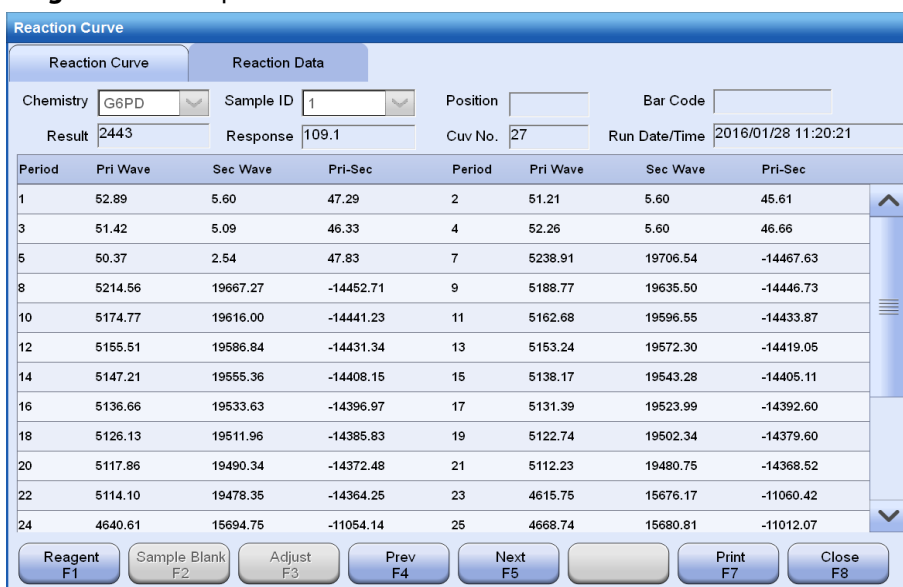 Reaction Curve
Reaction Curve Reaction Data
Chemistry G6PD Sample ID 1 Position Bar Code
Result 2443 Response 109.1 Cuv No. 27 Run Date/Time 2016/01/28 11:20:21
Period Pri Wave Sec Wave Pri-Sec Period Pri Wave Sec Wave Pri-Sec
1 52.89 5.60 47.29 2 51.21 5.60 45.61
3 51.42 5.09 46.33 4 52.26 5.60 46.66
5 50.37 2.54 47.83 7 5238.91 19706.54 -14467.63
8 5214.56 19667.27 -14452.71 9 5188.77 19635.50 -14446.73
10 5174.77 19616.00 -14441.23 11 5162.68 19596.55 -14433.87
12 5155.51 19586.84 -14431.34 13 5153.24 19572.30 -14419.05
14 5147.21 19555.36 -14408.15 15 5138.17 19543.28 -14405.11
16 5136.66 19533.63 -14396.97 17 5131.39 19523.99 -14392.60
18 5126.13 19511.96 -14385.83 19 5122.74 19502.34 -14379.60
20 5117.86 19490.34 -14372.48 21 5112.23 19480.75 -14368.52
22 5114.10 19478.35 -14364.25 23 4615.75 15676.17 -11060.42
24 4640.61 15694.75 -11054.14 25 4668.74 15680.81 -11012.07
Reagent Sample Blank Adjust Prev Next Print Close
F1 F2 F3 F4 F5 F7 F8